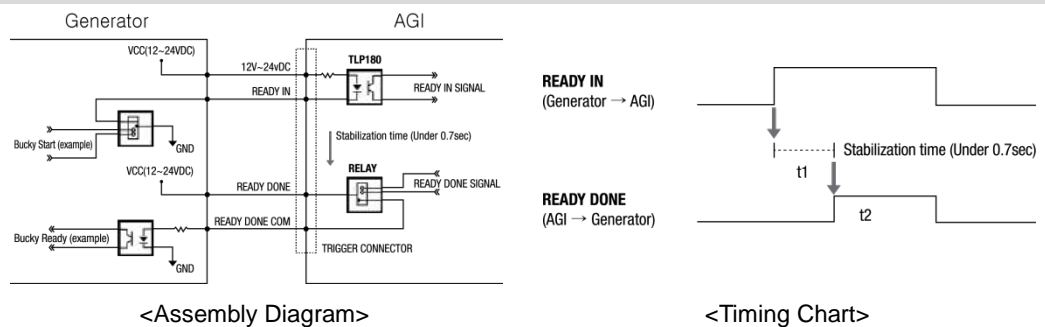 Generator
AGI
VCC(12~24VDC)
12V~24vDC
TLP180
READY IN
READY IN SIGNAL
Bucky Start (example)
GND
Stabilization time (Under 0.7sec)
VCC(12~24VDC)
RELAY
READY DONE
READY DONE SIGNAL
READY DONE COM
Bucky Ready (example)
TRIGGER CONNECTOR
GND
<Assembly Diagram>
READY IN
(Generator → AGI)
Stabilization time (Under 0.7sec)
t1
READY DONE
(AGI → Generator)
t2
<Timing Chart>